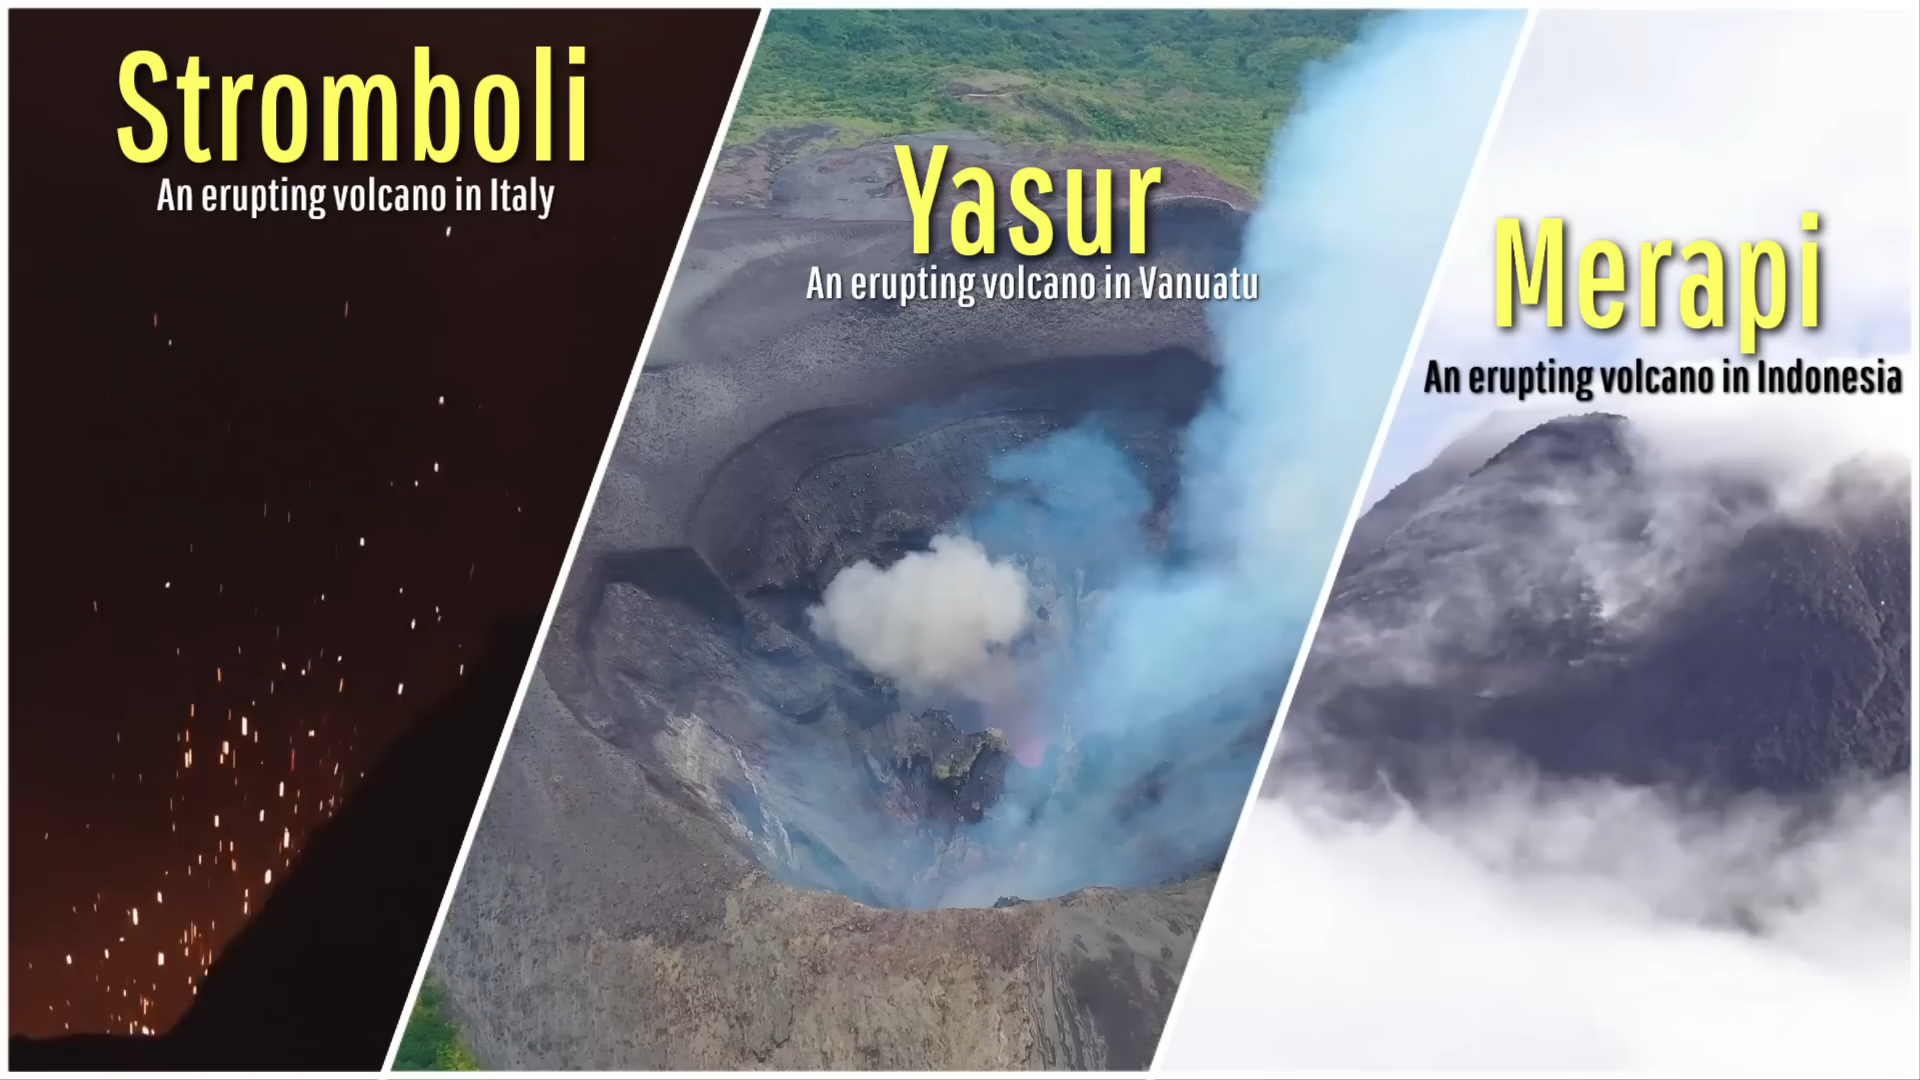 Stromboli
An erupting volcano in Italy
Yasur
An erupting volcano in Vanuatu
Merapi
An erupting volcano in Indonesia